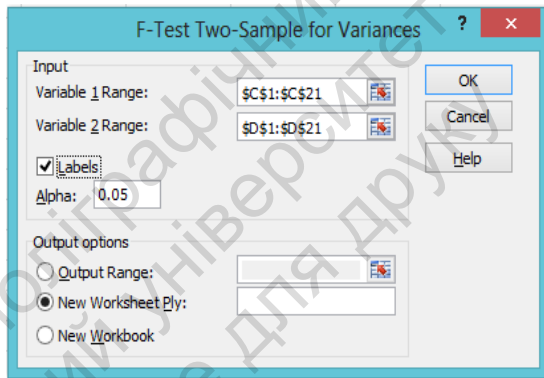 F-Test Two-Sample for Variances ? ×
Input
Variable 1 Range: $C$1:$C$21
Variable 2 Range: $D$1:$D$21
Labels
Alpha: 0.05
OK
Cancel
Help
Output options
Output Range:
New Worksheet Ply:
New Workbook